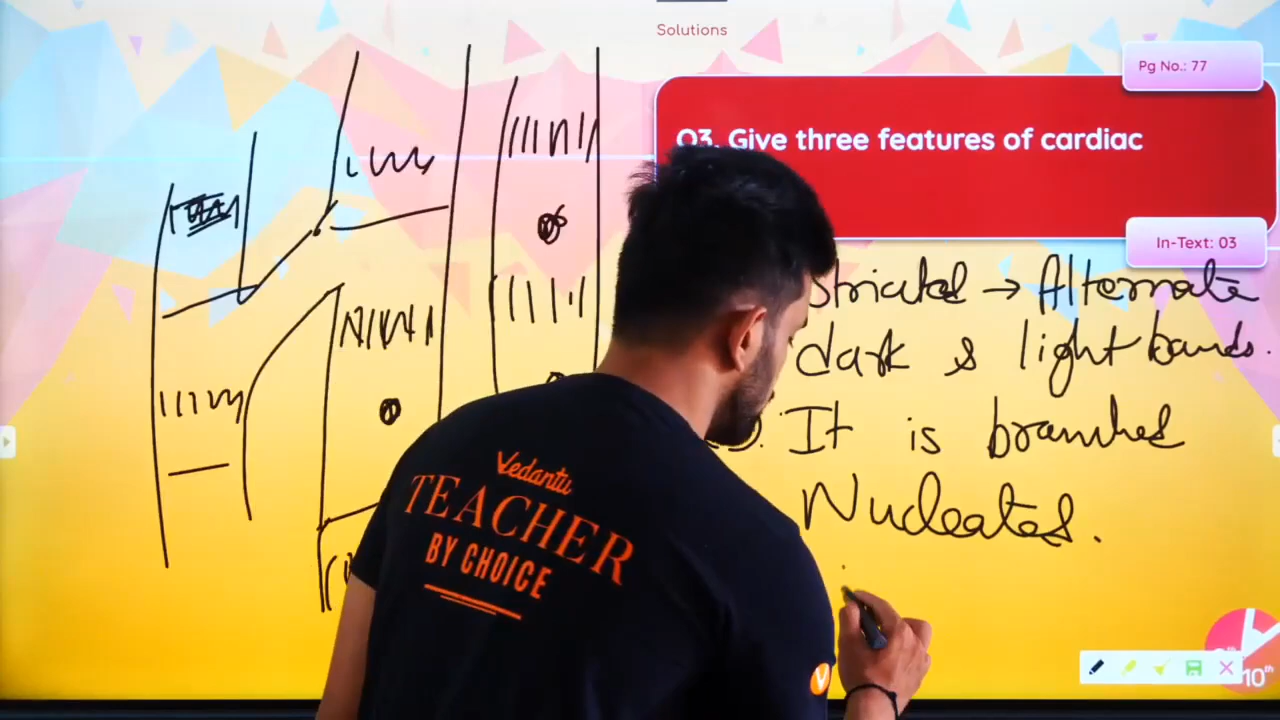 Solutions
Pg No.: 77
Q3. Give three features of cardiac
In-Text: 03
Striated → Alternate
dark & light bands.
It is branched
Nucleated.
Vedantu
TEACHER
BY CHOICE
V
10th